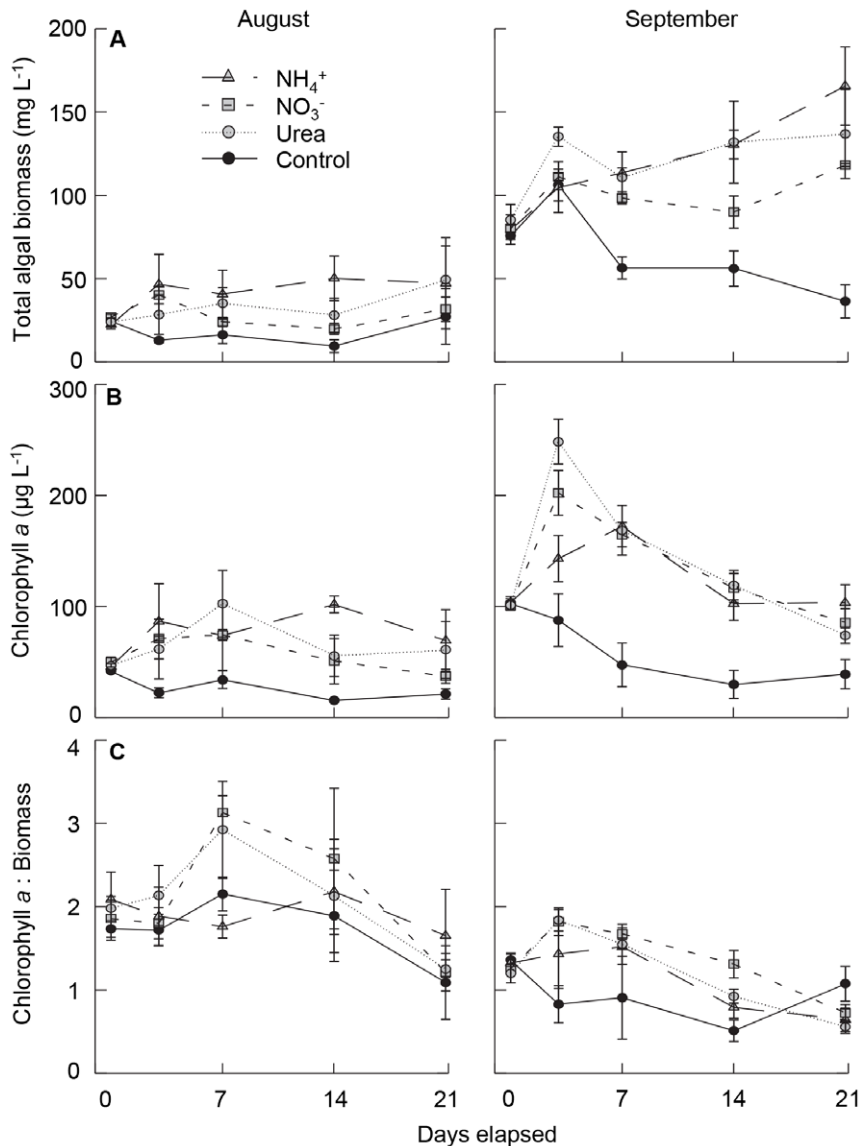 August
September
A
200
150
100
50
0
Total algal biomass (mg L⁻¹)
NH₄⁺
NO₃⁻
Urea
Control
B
300
200
100
0
Chlorophyll a (µg L⁻¹)
C
4
3
2
1
0
Chlorophyll a : Biomass
0 7 14 21
0 7 14 21
Days elapsed